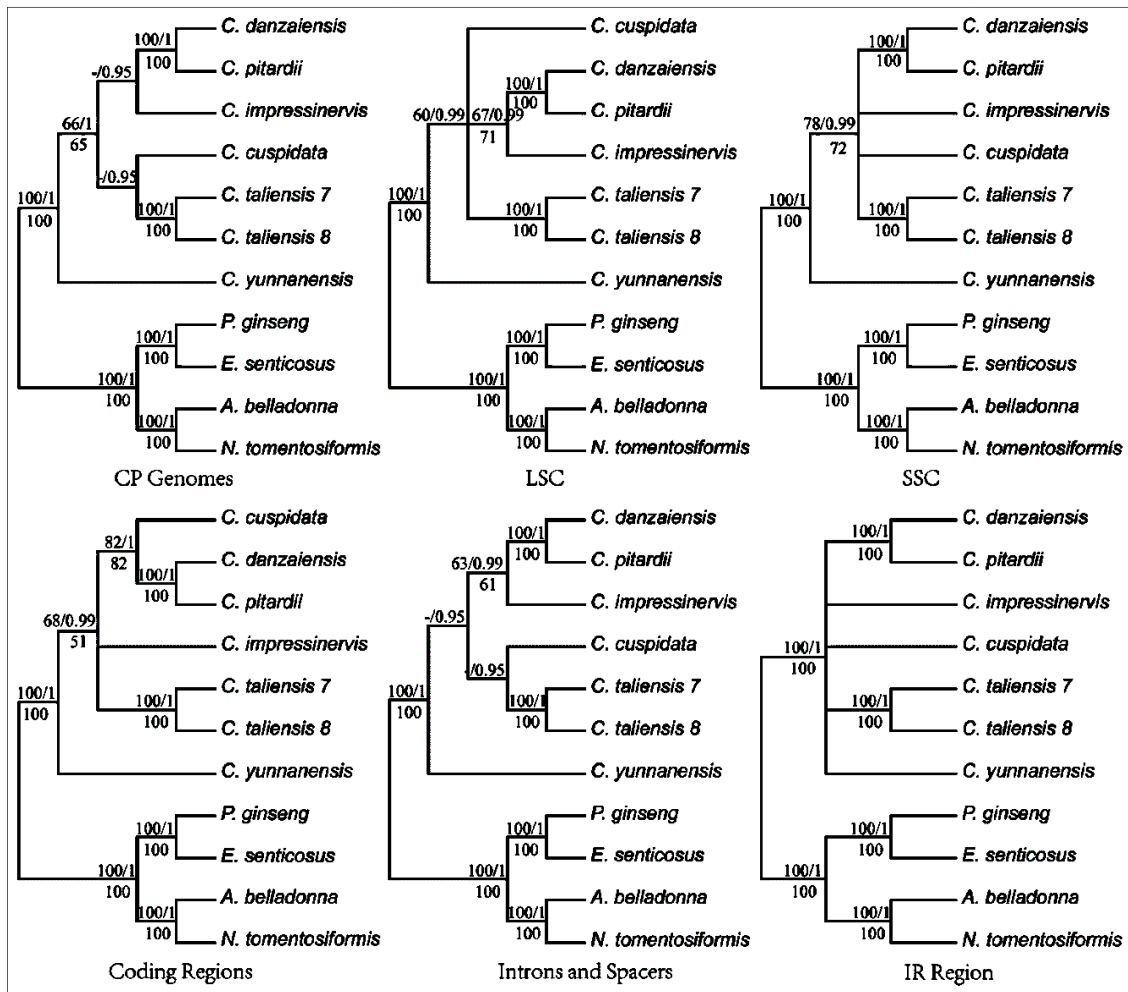 C. danzaiensis
100/1
100
C. pitardii
-/0.95
C. impressinervis
66/1
65
C. cuspidata
-/0.95
C. taliensis 7
100/1
100
C. taliensis 8
100/1
100
C. yunnanensis
P. ginseng
100/1
100
E. senticosus
100/1
100
A. belladonna
100/1
100
N. tomentosiformis
CP Genomes
C. cuspidata
C. danzaiensis
100/1
100
C. pitardii
60/0.99
67/0.99
71
C. impressinervis
C. taliensis 7
100/1
100
C. taliensis 8
100/1
100
C. yunnanensis
P. ginseng
100/1
100
E. senticosus
100/1
100
A. belladonna
100/1
100
N. tomentosiformis
LSC
C. danzaiensis
100/1
100
C. pitardii
C. impressinervis
78/0.99
72
C. cuspidata
C. taliensis 7
100/1
100
C. taliensis 8
100/1
100
C. yunnanensis
P. ginseng
100/1
100
E. senticosus
100/1
100
A. belladonna
100/1
100
N. tomentosiformis
SSC
C. cuspidata
82/1
82
C. danzaiensis
100/1
100
C. pitardii
68/0.99
51
C. impressinervis
C. taliensis 7
100/1
100
C. taliensis 8
100/1
100
C. yunnanensis
P. ginseng
100/1
100
E. senticosus
100/1
100
A. belladonna
100/1
100
N. tomentosiformis
Coding Regions
C. danzaiensis
100/1
100
C. pitardii
63/0.99
61
C. impressinervis
-/0.95
C. cuspidata
-/0.95
C. taliensis 7
100/1
100
C. taliensis 8
100/1
100
C. yunnanensis
P. ginseng
100/1
100
E. senticosus
100/1
100
A. belladonna
100/1
100
N. tomentosiformis
Introns and Spacers
C. danzaiensis
100/1
100
C. pitardii
C. impressinervis
C. cuspidata
100/1
100
C. taliensis 7
100/1
100
C. taliensis 8
C. yunnanensis
P. ginseng
100/1
100
E. senticosus
100/1
100
A. belladonna
100/1
100
N. tomentosiformis
IR Region